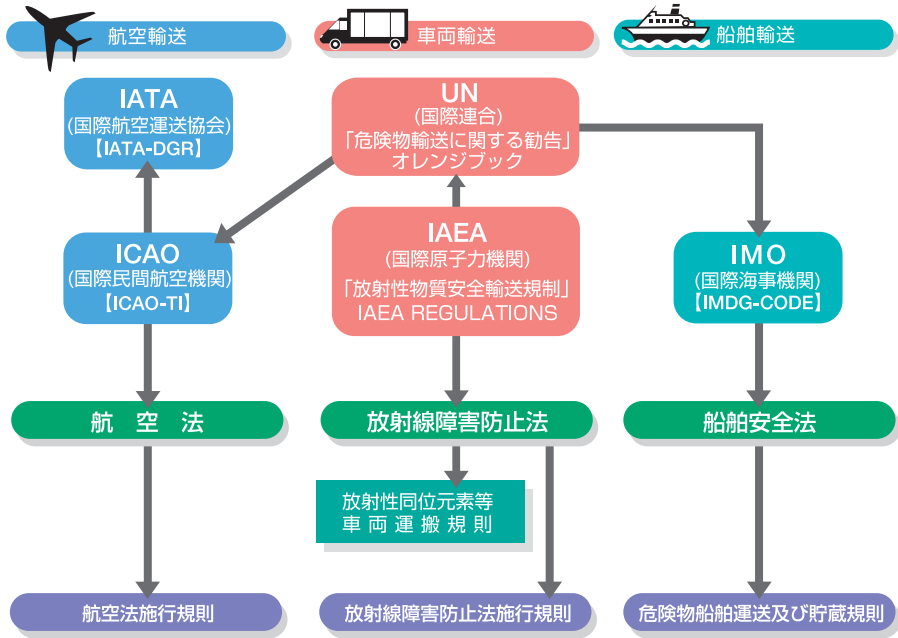 航空輸送
車両輸送
船舶輸送
IATA
(国際航空運送協会)
【IATA-DGR】
UN
(国際連合)
「危険物輸送に関する勧告」
オレンジブック
ICAO
(国際民間航空機関)
【ICAO-TI】
IAEA
(国際原子力機関)
「放射性物質安全輸送規制」
IAEA REGULATIONS
IMO
(国際海事機関)
【IMDG-CODE】
航空法
放射線障害防止法
船舶安全法
放射性同位元素等
車両運搬規則
航空法施行規則
放射線障害防止法施行規則
危険物船舶運送及び貯蔵規則